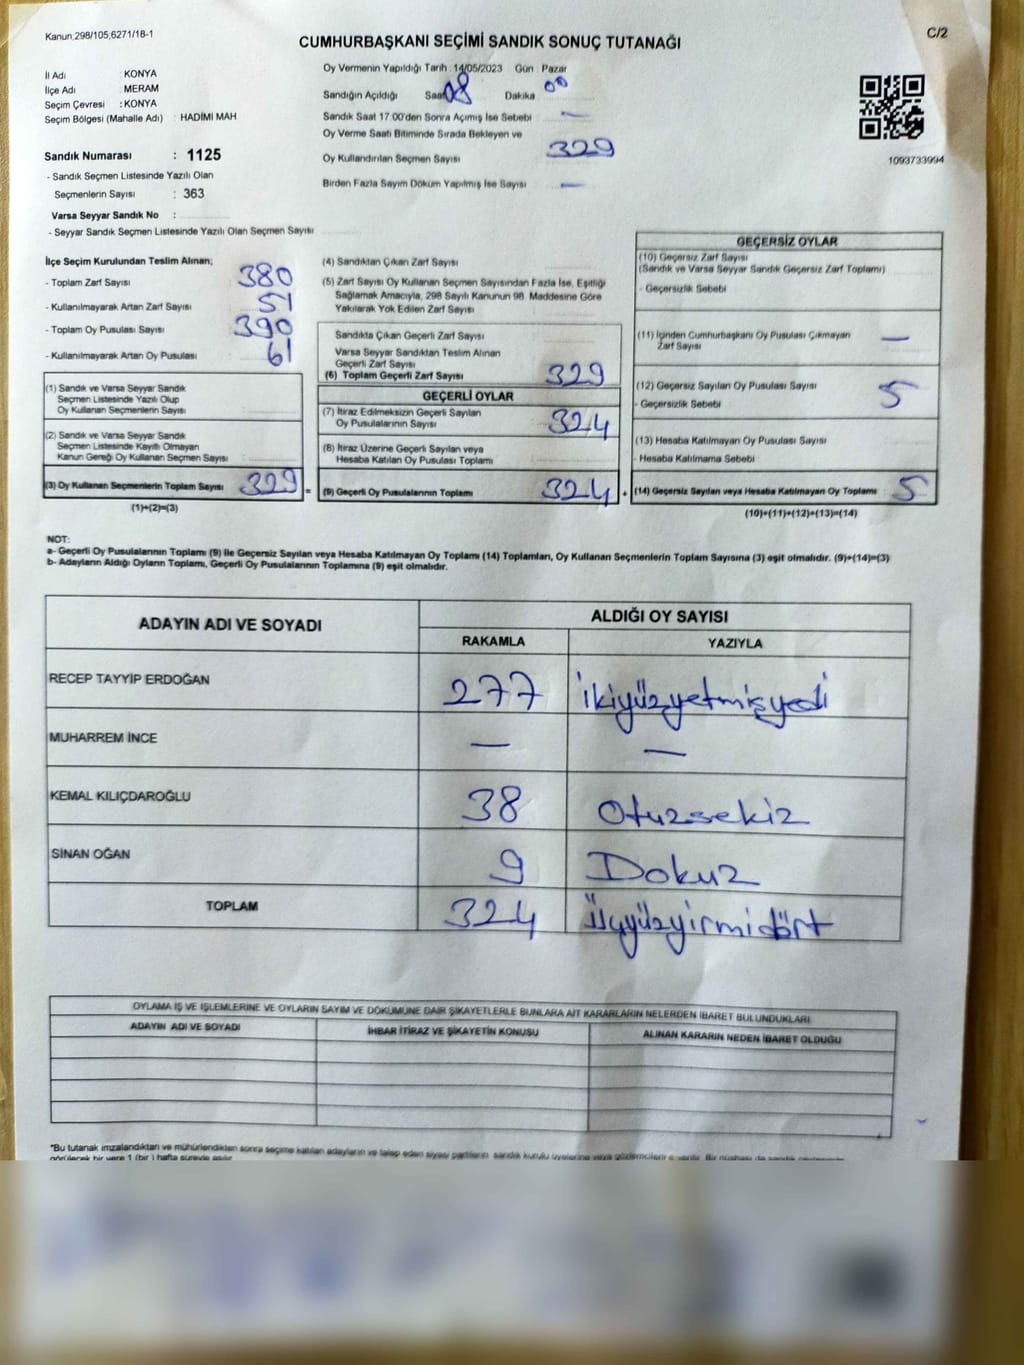 Kanun.298/105,6271/18-1
C/2
CUMHURBAŞKANI SEÇİMİ SANDIK SONUÇ TUTANAĞI
İl Adı : KONYA
İlçe Adı : MERAM
Seçim Çevresi : KONYA
Seçim Bölgesi (Mahalle Adı) : HADİMİ MAH
Sandık Numarası : 1125
- Sandık Seçmen Listesinde Yazılı Olan
Seçmenlerin Sayısı : 363
Varsa Seyyar Sandık No :
- Seyyar Sandık Seçmen Listesinde Yazılı Olan Seçmen Sayısı
Oy Vermenin Yapıldığı Tarih : 14/05/2023 Gün : Pazar
Sandığın Açıldığı Saat 08 Dakika 00
Sandık Saat 17.00'den Sonra Açımış İse Sebebi —
Oy Verme Saati Bitiminde Sırada Bekleyen ve
Oy Kullandırılan Seçmen Sayısı 329
Birden Fazla Sayım Döküm Yapılmış İse Sayısı —
1093733994
İlçe Seçim Kurulundan Teslim Alınan;
- Toplam Zarf Sayısı 380
- Kullanılmayarak Artan Zarf Sayısı 51
- Toplam Oy Pusulası Sayısı 390
- Kullanılmayarak Artan Oy Pusulası 61
(1) Sandık ve Varsa Seyyar Sandık
Seçmen Listesinde Yazılı Olup
Oy Kullanan Seçmenlerin Sayısı
(2) Sandık ve Varsa Seyyar Sandık
Seçmen Listesinde Kayıtlı Olmayan
Kanun Gereği Oy Kullanan Seçmen Sayısı
(3) Oy Kullanan Seçmenlerin Toplam Sayısı 329 =
(1)+(2)=(3)
(4) Sandıktan Çıkan Zarf Sayısı
(5) Zarf Sayısı Oy Kullanan Seçmen Sayısından Fazla İse, Eşitliği
Sağlamak Amacıyla, 298 Sayılı Kanunun 98. Maddesine Göre
Yakılarak Yok Edilen Zarf Sayısı
Sandıkta Çıkan Geçerli Zarf Sayısı
Varsa Seyyar Sandıktan Teslim Alınan
Geçerli Zarf Sayısı
(6) Toplam Geçerli Zarf Sayısı 329
GEÇERLİ OYLAR
(7) İtiraz Edilmeksizin Geçerli Sayılan
Oy Pusulalarının Sayısı 324
(8) İtiraz Üzerine Geçerli Sayılan veya
Hesaba Katılan Oy Pusulası Toplamı
(9) Geçerli Oy Pusulalarının Toplamı 324 +
GEÇERSİZ OYLAR
(10) Geçersiz Zarf Sayısı
(Sandık ve Varsa Seyyar Sandık Geçersiz Zarf Toplamı)
- Geçersizlik Sebebi
(11) İçinden Cumhurbaşkanı Oy Pusulası Çıkmayan
Zarf Sayısı —
(12) Geçersiz Sayılan Oy Pusulası Sayısı 5
- Geçersizlik Sebebi
(13) Hesaba Katılmayan Oy Pusulası Sayısı
- Hesaba Katılmama Sebebi
(14) Geçersiz Sayılan veya Hesaba Katılmayan Oy Toplamı : 5
(10)+(11)+(12)+(13)=(14)
NOT:
a- Geçerli Oy Pusulalarının Toplamı (9) ile Geçersiz Sayılan veya Hesaba Katılmayan Oy Toplamı (14) Toplamları, Oy Kullanan Seçmenlerin Toplam Sayısına (3) eşit olmalıdır. (9)+(14)=(3)
b- Adayların Aldığı Oyların Toplamı, Geçerli Oy Pusulalarının Toplamına (9) eşit olmalıdır.
ADAYIN ADI VE SOYADI
ALDIĞI OY SAYISI
RAKAMLA YAZIYLA
RECEP TAYYİP ERDOĞAN 277 İkiyüzyetmişyedi
MUHARREM İNCE — —
KEMAL KILIÇDAROĞLU 38 Otuzsekiz
SİNAN OĞAN 9 Dokuz
TOPLAM 324 Üçyüzyirmidört
OYLAMA İŞ VE İŞLEMLERİNE VE OYLARIN SAYIM VE DÖKÜMÜNE DAİR ŞİKAYETLERLE BUNLARA AİT KARARLARIN NELERDEN İBARET BULUNDUKLARI
ADAYIN ADI VE SOYADI İHBAR İTİRAZ VE ŞİKAYETİN KONUSU ALINAN KARARIN NEDEN İBARET OLDUĞU
*Bu tutanak imzalandıktan ve mühürlendikten sonra seçime katılan adayların ve talep eden siyasi partilerin sandık kurulu üyelerine veya gözlemcilere verilir. Bir